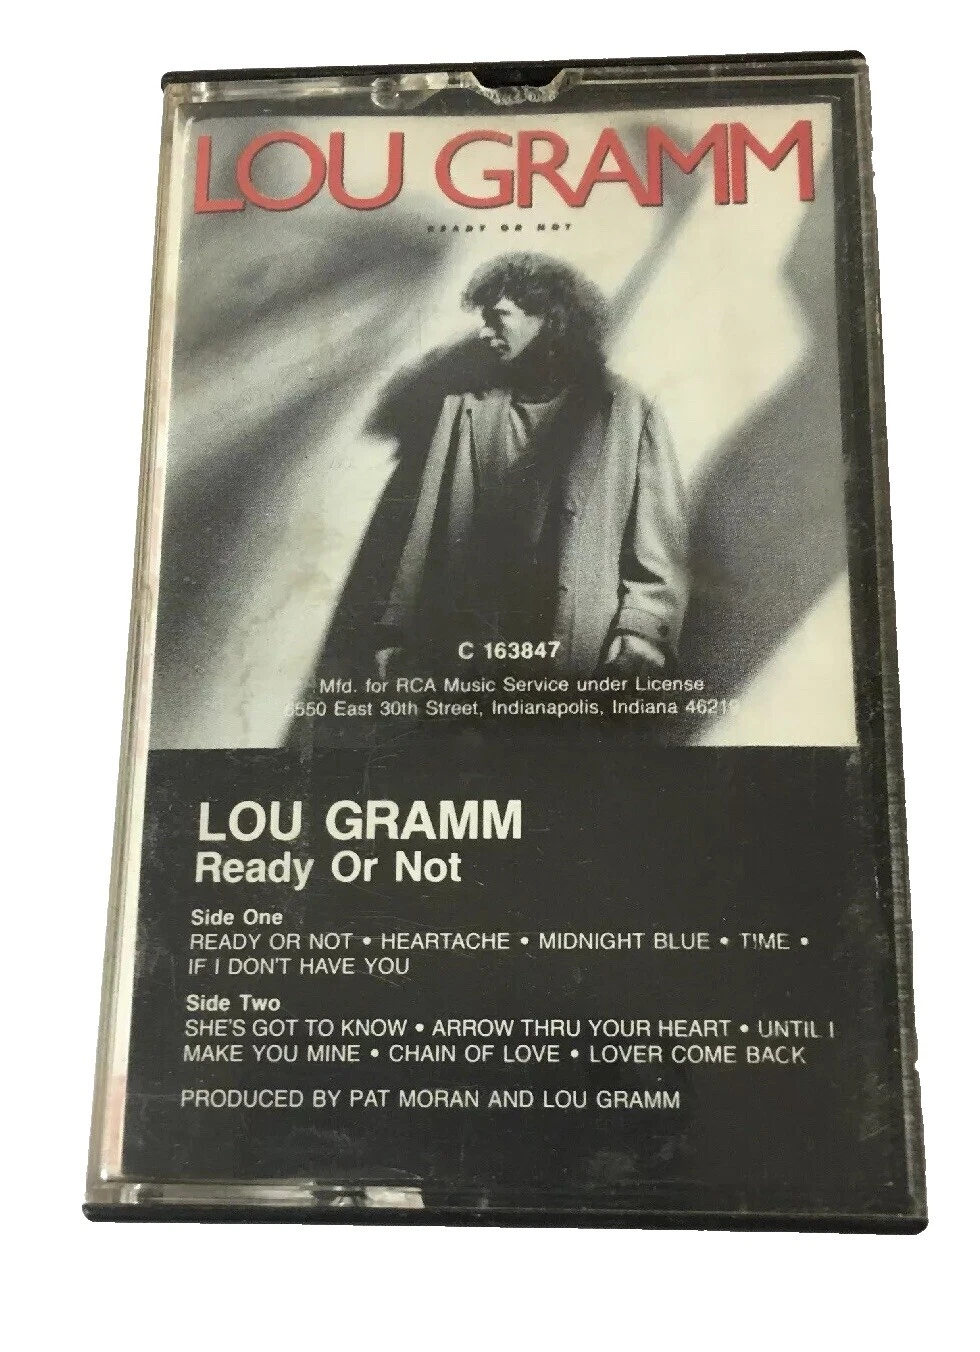 LOU GRAMM
READY OR NOT
C 163847
Mfd. for RCA Music Service under License
6550 East 30th Street, Indianapolis, Indiana 46219
LOU GRAMM
Ready Or Not
Side One
READY OR NOT • HEARTACHE • MIDNIGHT BLUE • TIME •
IF I DON'T HAVE YOU
Side Two
SHE'S GOT TO KNOW • ARROW THRU YOUR HEART • UNTIL I
MAKE YOU MINE • CHAIN OF LOVE • LOVER COME BACK
PRODUCED BY PAT MORAN AND LOU GRAMM